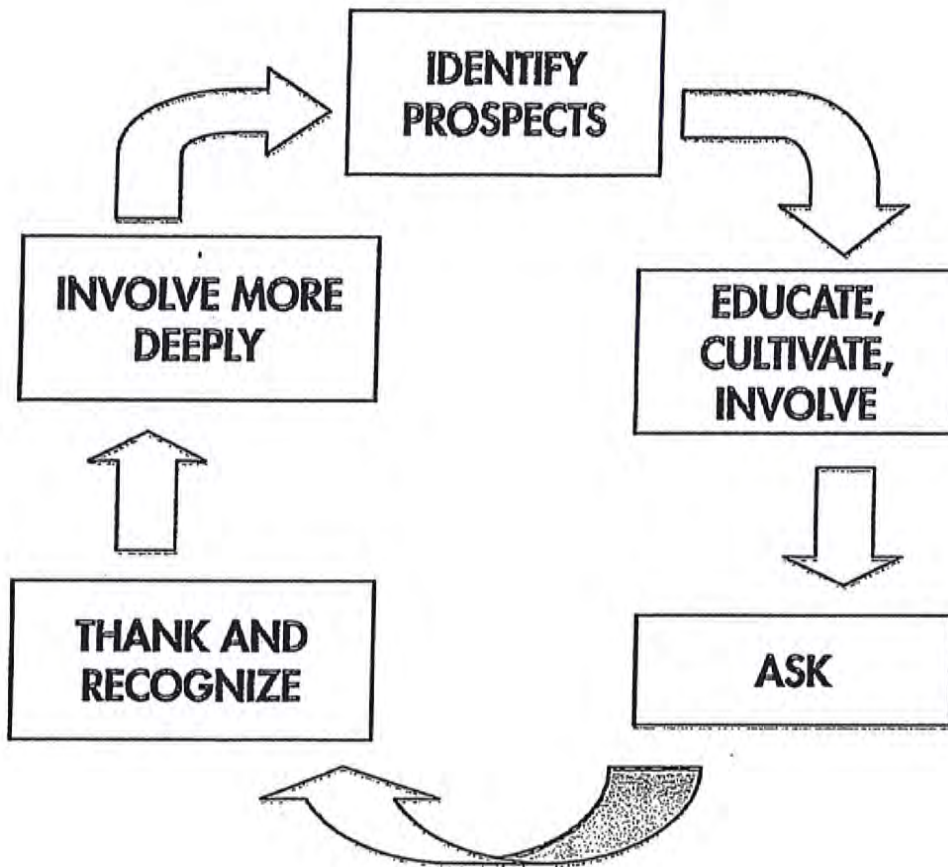 IDENTIFY
PROSPECTS
EDUCATE,
CULTIVATE,
INVOLVE
ASK
THANK AND
RECOGNIZE
INVOLVE MORE
DEEPLY